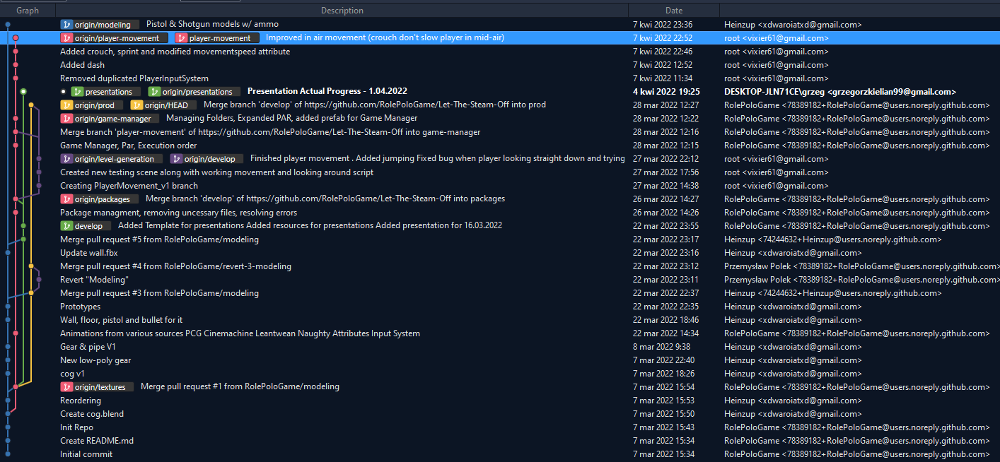 Graph Description Date
origin/modeling Pistol & Shotgun models w/ ammo 7 kwi 2022 23:36 Heinzup <xdwaroiatxd@gmail.com>
origin/player-movement player-movement Improved in air movement (crouch don't slow player in mid-air) 7 kwi 2022 22:52 root <vixier61@gmail.com>
Added crouch, sprint and modified movementspeed attribute 7 kwi 2022 22:46 root <vixier61@gmail.com>
Added dash 7 kwi 2022 12:52 root <vixier61@gmail.com>
Removed duplicated PlayerInputSystem 7 kwi 2022 11:34 root <vixier61@gmail.com>
presentations origin/presentations Presentation Actual Progress - 1.04.2022 4 kwi 2022 19:25 DESKTOP-JLN71CE\grzeg <grzegorzkielian99@gmail.com>
origin/prod origin/HEAD Merge branch 'develop' of https://github.com/RolePoloGame/Let-The-Steam-Off into prod 28 mar 2022 12:27 RolePoloGame <78389182+RolePoloGame@users.noreply.github.com>
origin/game-manager Managing Folders, Expanded PAR, added prefab for Game Manager 28 mar 2022 12:22 RolePoloGame <78389182+RolePoloGame@users.noreply.github.com>
Merge branch 'player-movement' of https://github.com/RolePoloGame/Let-The-Steam-Off into game-manager 28 mar 2022 12:16 RolePoloGame <78389182+RolePoloGame@users.noreply.github.com>
Game Manager, Par, Execution order 28 mar 2022 12:15 RolePoloGame <78389182+RolePoloGame@users.noreply.github.com>
origin/level-generation origin/develop Finished player movement . Added jumping Fixed bug when player looking straight down and trying 27 mar 2022 22:12 root <vixier61@gmail.com>
Created new testing scene along with working movement and looking around script 27 mar 2022 17:56 root <vixier61@gmail.com>
Creating PlayerMovement_v1 branch 27 mar 2022 14:38 root <vixier61@gmail.com>
origin/packages Merge branch 'develop' of https://github.com/RolePoloGame/Let-The-Steam-Off into packages 26 mar 2022 14:27 RolePoloGame <78389182+RolePoloGame@users.noreply.github.com>
Package managment, removing uncessary files, resolving errors 26 mar 2022 14:26 RolePoloGame <78389182+RolePoloGame@users.noreply.github.com>
develop Added Template for presentations Added resources for presentations Added presentation for 16.03.2022 22 mar 2022 23:55 RolePoloGame <78389182+RolePoloGame@users.noreply.github.com>
Merge pull request #5 from RolePoloGame/modeling 22 mar 2022 23:17 Heinzup <74244632+Heinzup@users.noreply.github.com>
Update wall.fbx 22 mar 2022 23:16 Heinzup <xdwaroiatxd@gmail.com>
Merge pull request #4 from RolePoloGame/revert-3-modeling 22 mar 2022 23:12 Przemysław Polek <78389182+RolePoloGame@users.noreply.github.com>
Revert "Modeling" 22 mar 2022 23:11 Przemysław Polek <78389182+RolePoloGame@users.noreply.github.com>
Merge pull request #3 from RolePoloGame/modeling 22 mar 2022 22:37 Heinzup <74244632+Heinzup@users.noreply.github.com>
Prototypes 22 mar 2022 22:35 Heinzup <xdwaroiatxd@gmail.com>
Wall, floor, pistol and bullet for it 22 mar 2022 18:46 Heinzup <xdwaroiatxd@gmail.com>
Animations from various sources PCG Cinemachine Leantwean Naughty Attributes Input System 22 mar 2022 14:34 RolePoloGame <78389182+RolePoloGame@users.noreply.github.com>
Gear & pipe V1 8 mar 2022 9:38 Heinzup <xdwaroiatxd@gmail.com>
New low-poly gear 7 mar 2022 22:40 Heinzup <xdwaroiatxd@gmail.com>
cog v1 7 mar 2022 18:26 Heinzup <xdwaroiatxd@gmail.com>
origin/textures Merge pull request #1 from RolePoloGame/modeling 7 mar 2022 15:54 RolePoloGame <78389182+RolePoloGame@users.noreply.github.com>
Reordering 7 mar 2022 15:53 Heinzup <xdwaroiatxd@gmail.com>
Create cog.blend 7 mar 2022 15:50 Heinzup <xdwaroiatxd@gmail.com>
Init Repo 7 mar 2022 15:43 RolePoloGame <78389182+RolePoloGame@users.noreply.github.com>
Create README.md 7 mar 2022 15:34 RolePoloGame <78389182+RolePoloGame@users.noreply.github.com>
Initial commit 7 mar 2022 15:34 RolePoloGame <78389182+RolePoloGame@users.noreply.github.com>